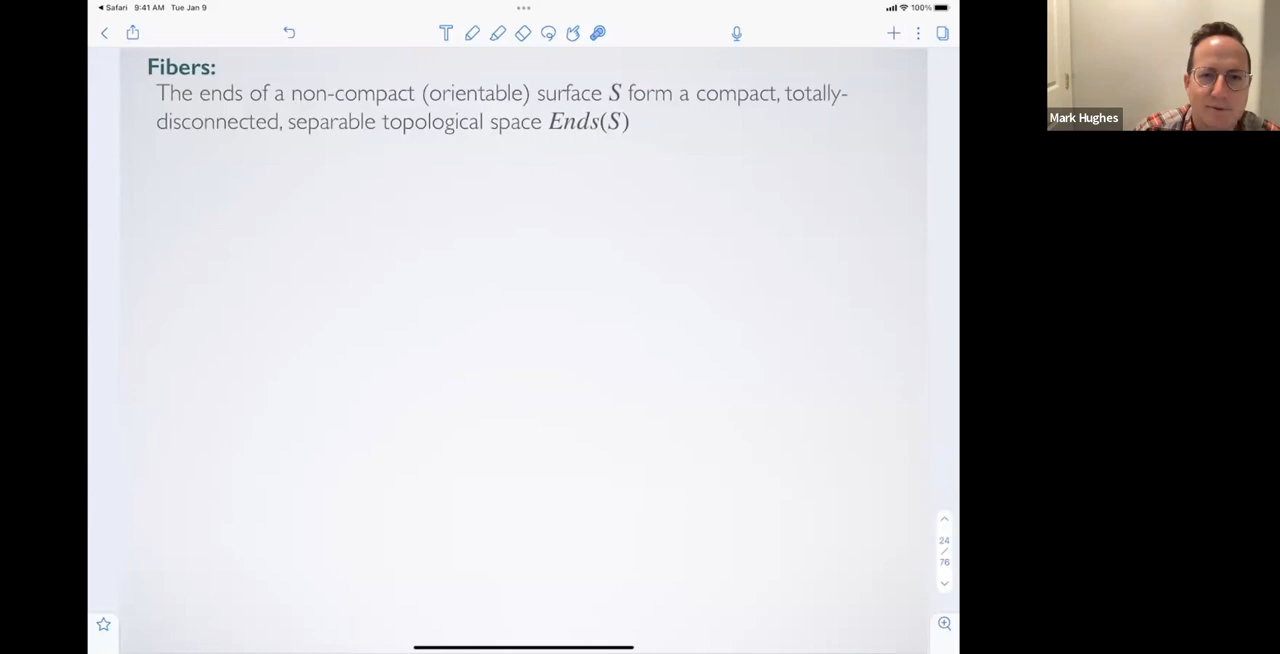 Safari 9:41 AM Tue Jan 9
100%
Fibers:
The ends of a non-compact (orientable) surface S form a compact, totally-
disconnected, separable topological space Ends(S)
Mark Hughes
24
/
76